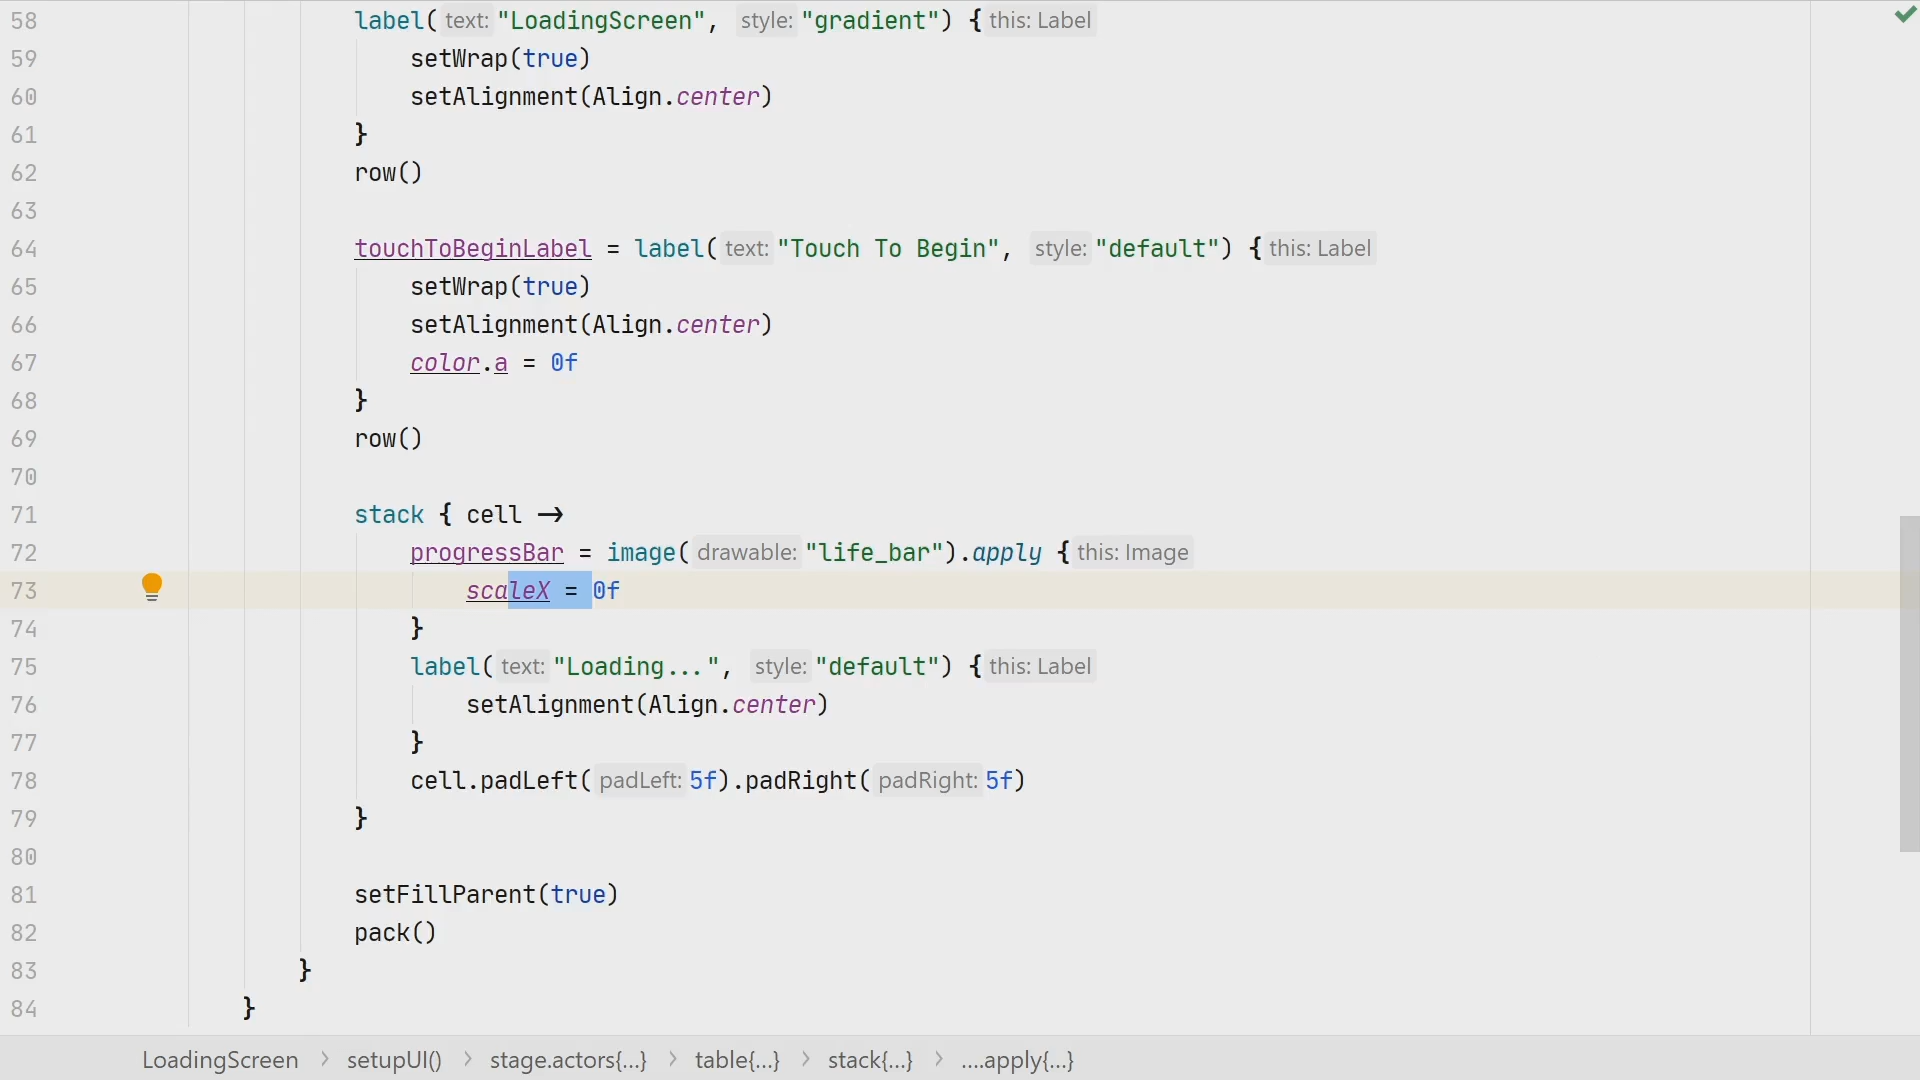 58 label( text: "LoadingScreen", style: "gradient") { this: Label
59 setWrap(true)
60 setAlignment(Align.center)
61 }
62 row()
63
64 touchToBeginLabel = label( text: "Touch To Begin", style: "default") { this: Label
65 setWrap(true)
66 setAlignment(Align.center)
67 color.a = 0f
68 }
69 row()
70
71 stack { cell ->
72 progressBar = image( drawable: "life_bar").apply { this: Image
73 scaleX = 0f
74 }
75 label( text: "Loading...", style: "default") { this: Label
76 setAlignment(Align.center)
77 }
78 cell.padLeft( padLeft: 5f).padRight( padRight: 5f)
79 }
80
81 setFillParent(true)
82 pack()
83 }
84 }
LoadingScreen > setupUI() > stage.actors{...} > table{...} > stack{...} > ....apply{...}